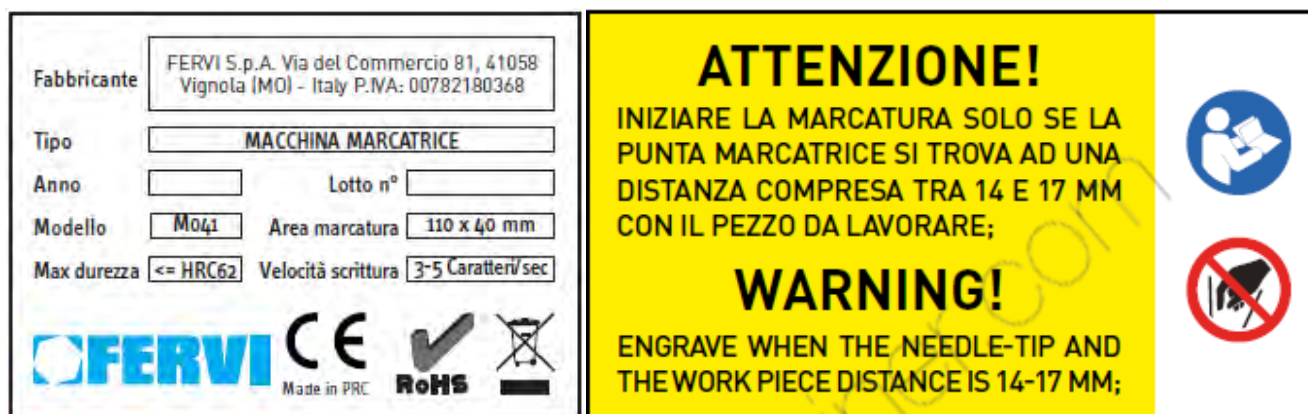 Fabbricante
FERVI S.p.A. Via del Commercio 81, 41058
Vignola (MO) - Italy P.IVA: 00782180368
Tipo MACCHINA MARCATRICE
Anno Lotto n°
Modello M041 Area marcatura 110 x 40 mm
Max durezza <= HRC62 Velocità scrittura 3-5 Caratteri/sec
FERVI CE
Made in PRC RoHS
ATTENZIONE!
INIZIARE LA MARCATURA SOLO SE LA
PUNTA MARCATRICE SI TROVA AD UNA
DISTANZA COMPRESA TRA 14 E 17 MM
CON IL PEZZO DA LAVORARE;
WARNING!
ENGRAVE WHEN THE NEEDLE-TIP AND
THE WORK PIECE DISTANCE IS 14-17 MM;